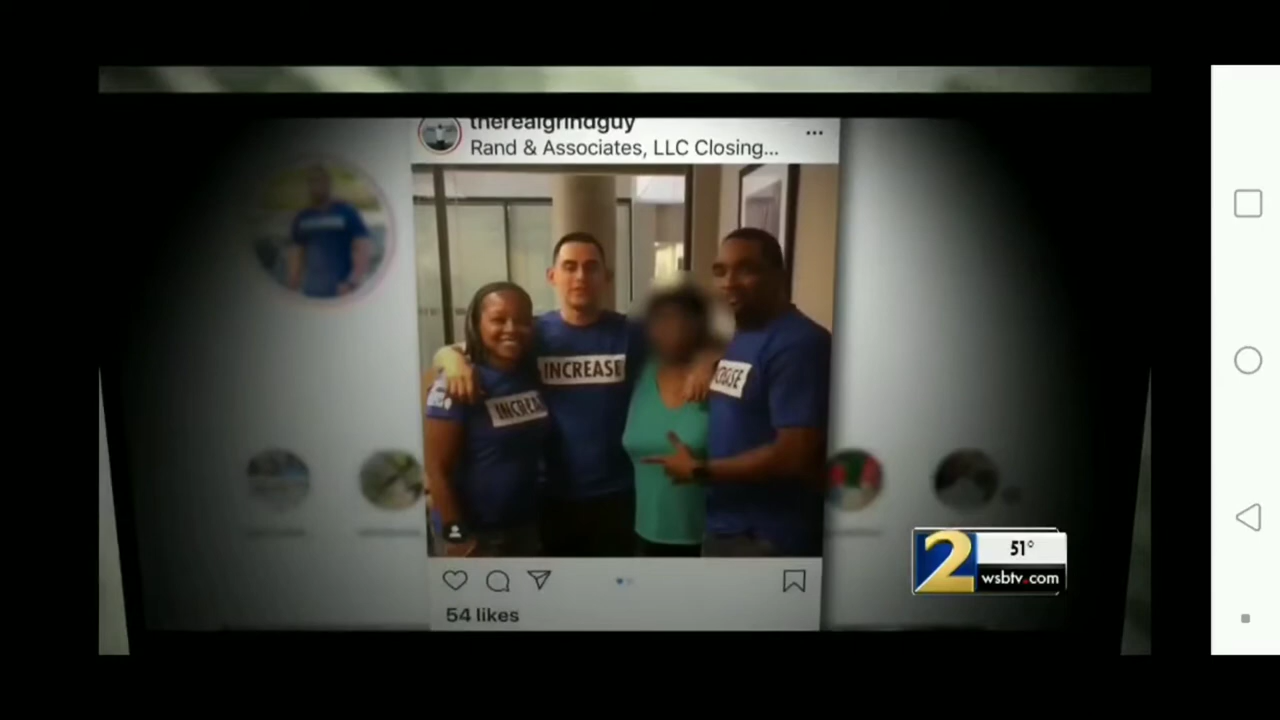 therealgrindguy
Rand & Associates, LLC Closing...
INCREASE
INCREA
54 likes
2
51°
wsbtv.com